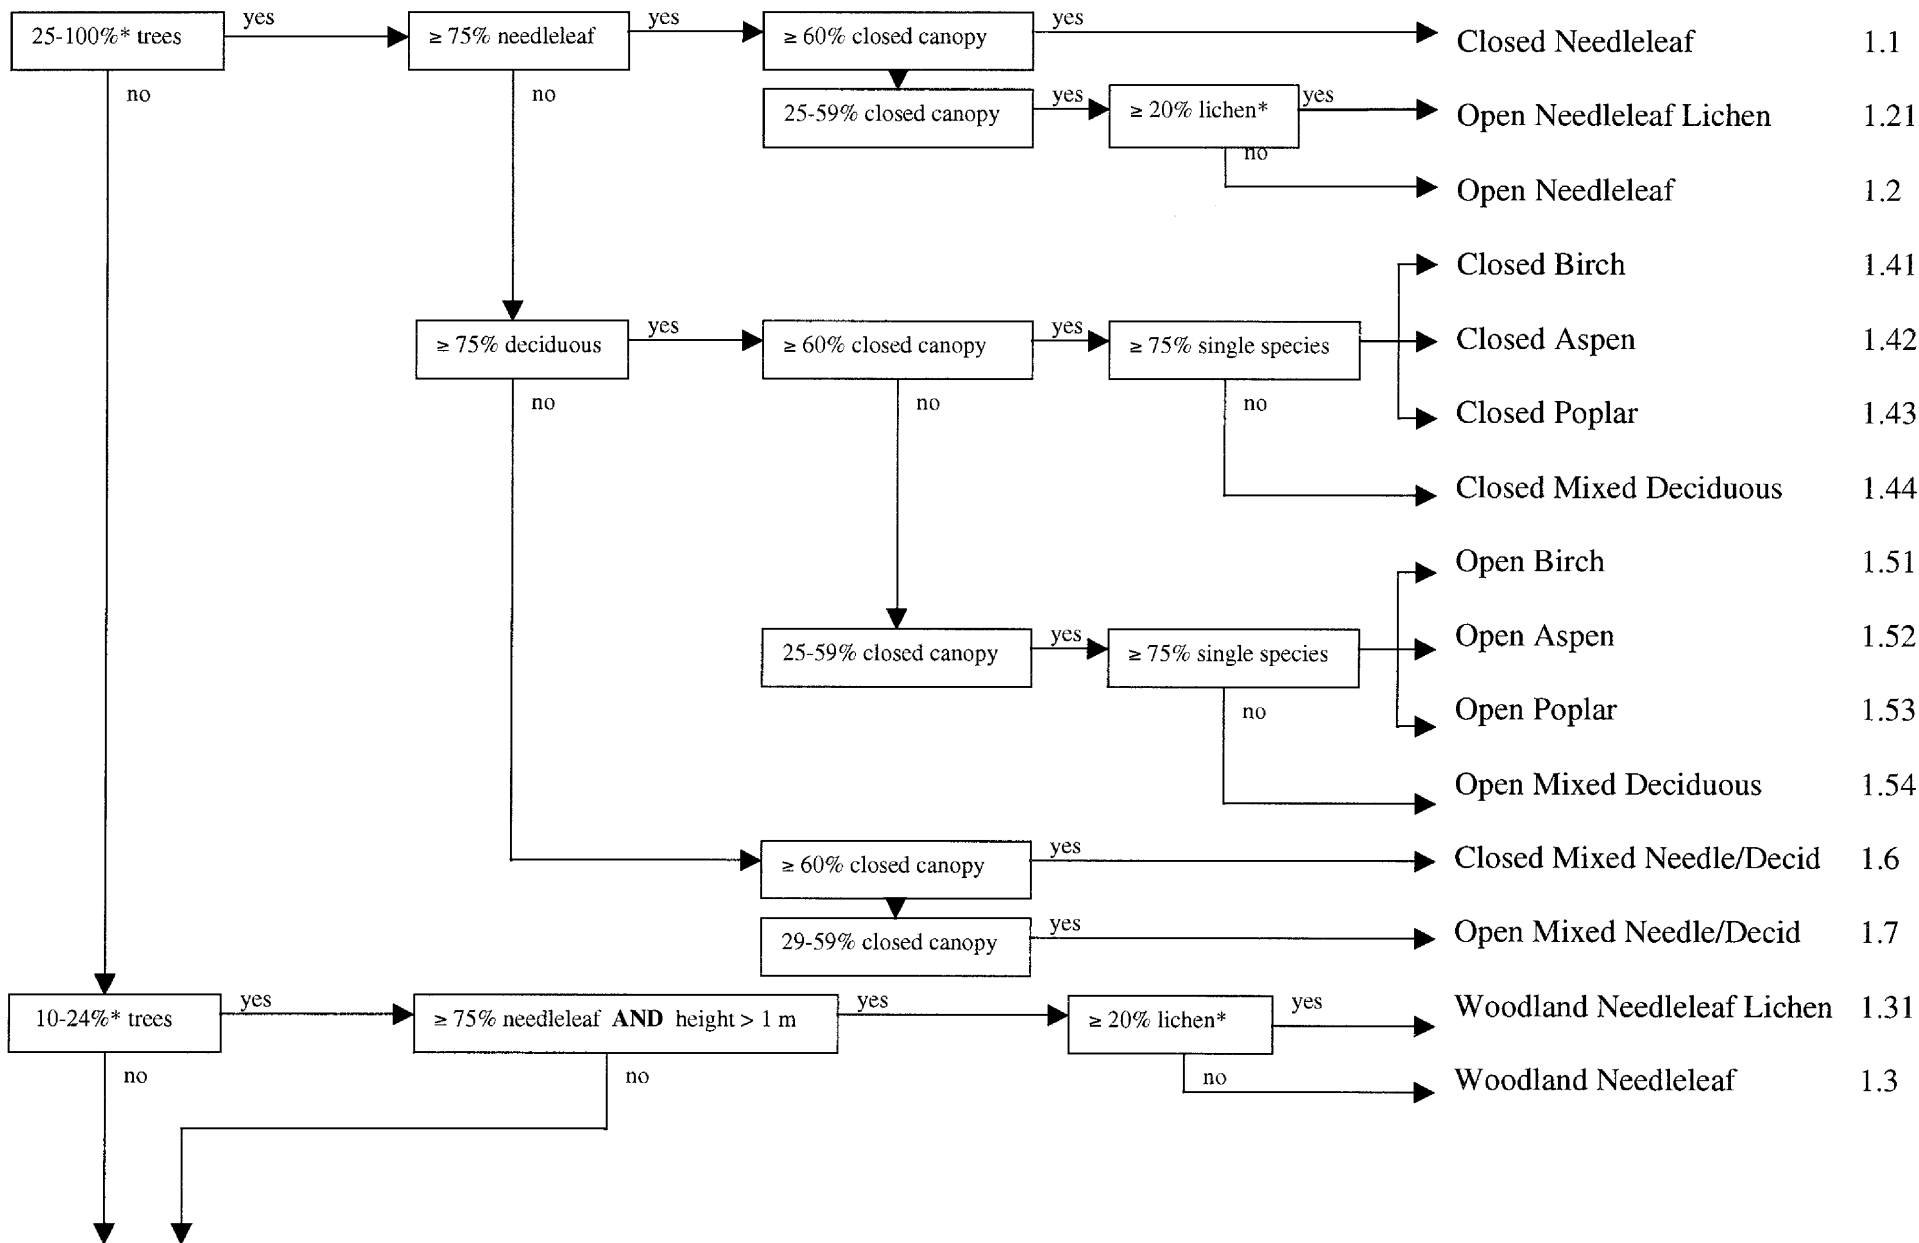 25-100%* trees yes ≥ 75% needleleaf yes ≥ 60% closed canopy yes Closed Needleleaf 1.1
no no
25-59% closed canopy yes ≥ 20% lichen* yes Open Needleleaf Lichen 1.21
no
Open Needleleaf 1.2
Closed Birch 1.41
≥ 75% deciduous yes ≥ 60% closed canopy yes ≥ 75% single species Closed Aspen 1.42
no no no
Closed Poplar 1.43
Closed Mixed Deciduous 1.44
Open Birch 1.51
25-59% closed canopy yes ≥ 75% single species Open Aspen 1.52
no
Open Poplar 1.53
Open Mixed Deciduous 1.54
≥ 60% closed canopy yes Closed Mixed Needle/Decid 1.6
29-59% closed canopy yes Open Mixed Needle/Decid 1.7
10-24%* trees yes ≥ 75% needleleaf AND height > 1 m yes ≥ 20% lichen* yes Woodland Needleleaf Lichen 1.31
no no no Woodland Needleleaf 1.3